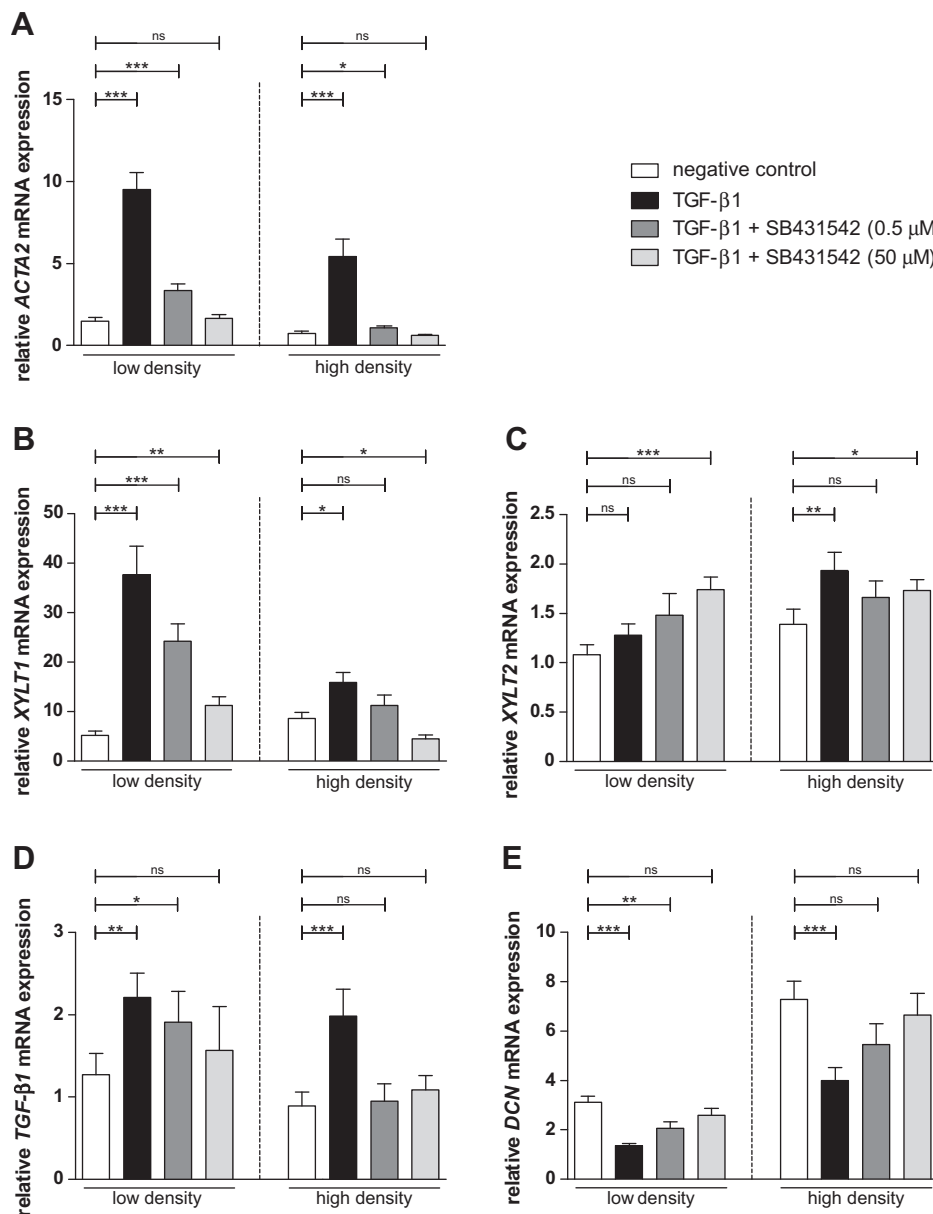 A
ns
ns
***
*
***
***
relative ACTA2 mRNA expression
15
10
5
0
low density
high density
negative control
TGF-β1
TGF-β1 + SB431542 (0.5 μM
TGF-β1 + SB431542 (50 μM)
B
**
*
***
ns
***
*
relative XYLT1 mRNA expression
50
40
30
20
10
0
low density
high density
C
***
*
ns
ns
ns
**
relative XYLT2 mRNA expression
2.5
2.0
1.5
1.0
0.5
0
low density
high density
D
ns
ns
*
ns
**
***
relative TGF-β1 mRNA expression
3
2
1
0
low density
high density
E
ns
ns
**
ns
***
***
relative DCN mRNA expression
10
8
6
4
2
0
low density
high density